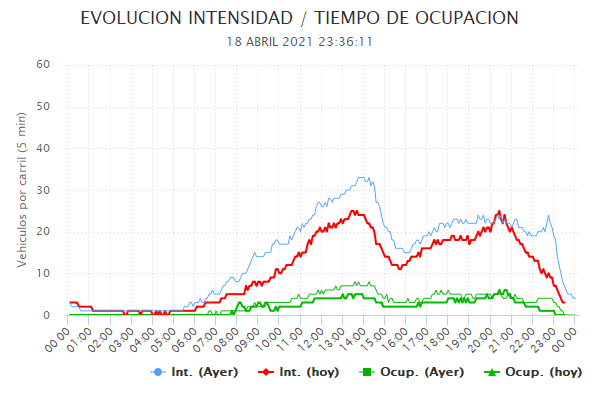 EVOLUCION INTENSIDAD / TIEMPO DE OCUPACION
18 ABRIL 2021 23:36:11
Vehiculos por carril (5 min)
60
50
40
30
20
10
0
00:00 01:00 02:00 03:00 04:00 05:00 06:00 07:00 08:00 09:00 10:00 11:00 12:00 13:00 14:00 15:00 16:00 17:00 18:00 19:00 20:00 21:00 22:00 23:00 00:00
Int. (Ayer) Int. (hoy) Ocup. (Ayer) Ocup. (hoy)